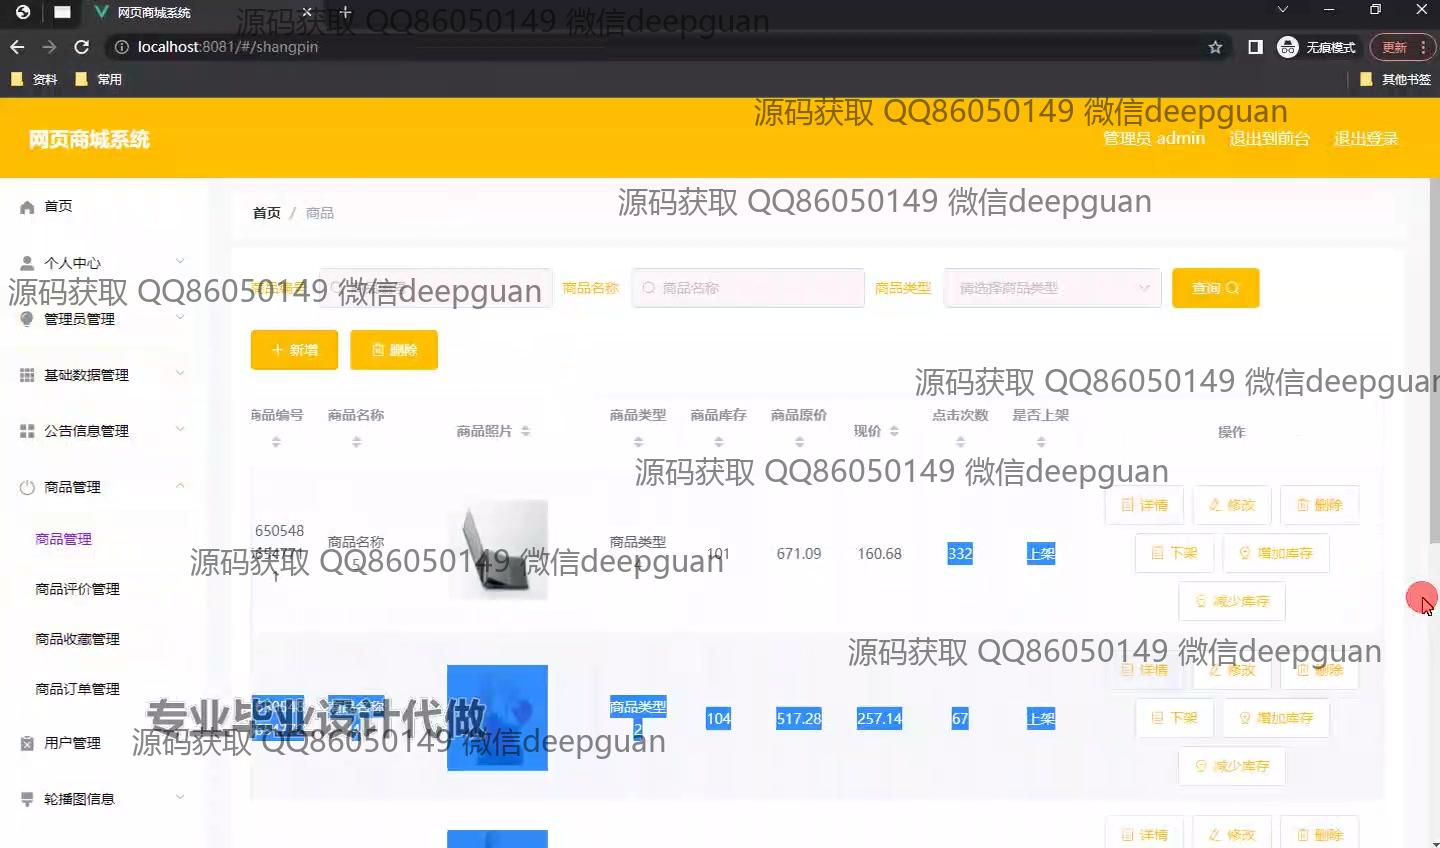 网页商城系统
源码获取 QQ86050149 微信deepguan
localhost:8081/#/shangpin
无痕模式
更新
资料
常用
其他书签
源码获取 QQ86050149 微信deepguan
网页商城系统
管理员 admin
退出到前台
退出登录
源码获取 QQ86050149 微信deepguan
首页
首页 / 商品
个人中心
源码获取 QQ86050149 微信deepguan
商品名称
商品名称
商品类型
请选择商品类型
查询
管理员管理
新增
删除
基础数据管理
源码获取 QQ86050149 微信deepguan
商品编号
商品名称
商品照片
商品类型
商品库存
商品原价
现价
点击次数
是否上架
操作
公告信息管理
源码获取 QQ86050149 微信deepguan
商品管理
商品管理
商品评价管理
商品收藏管理
商品订单管理
用户管理
轮播图信息
650548
商品名称
商品类型
101
671.09
160.68
332
上架
详情
修改
删除
下架
增加库存
减少库存
源码获取 QQ86050149 微信deepguan
源码获取 QQ86050149 微信deepguan
详情
修改
删除
专业毕业设计代做
商品类型
2
104
517.28
257.14
67
上架
下架
增加库存
减少库存
源码获取 QQ86050149 微信deepguan
详情
修改
删除